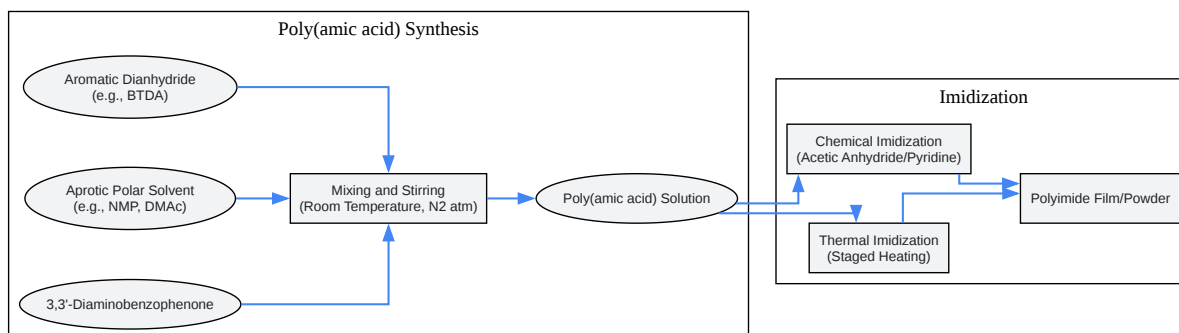 Poly(amic acid) Synthesis
Aromatic Dianhydride
(e.g., BTDA)
Aprotic Polar Solvent
(e.g., NMP, DMAc)
3,3'-Diaminobenzophenone
Mixing and Stirring
(Room Temperature, N2 atm)
Poly(amic acid) Solution
Imidization
Chemical Imidization
(Acetic Anhydride/Pyridine)
Thermal Imidization
(Staged Heating)
Polyimide Film/Powder